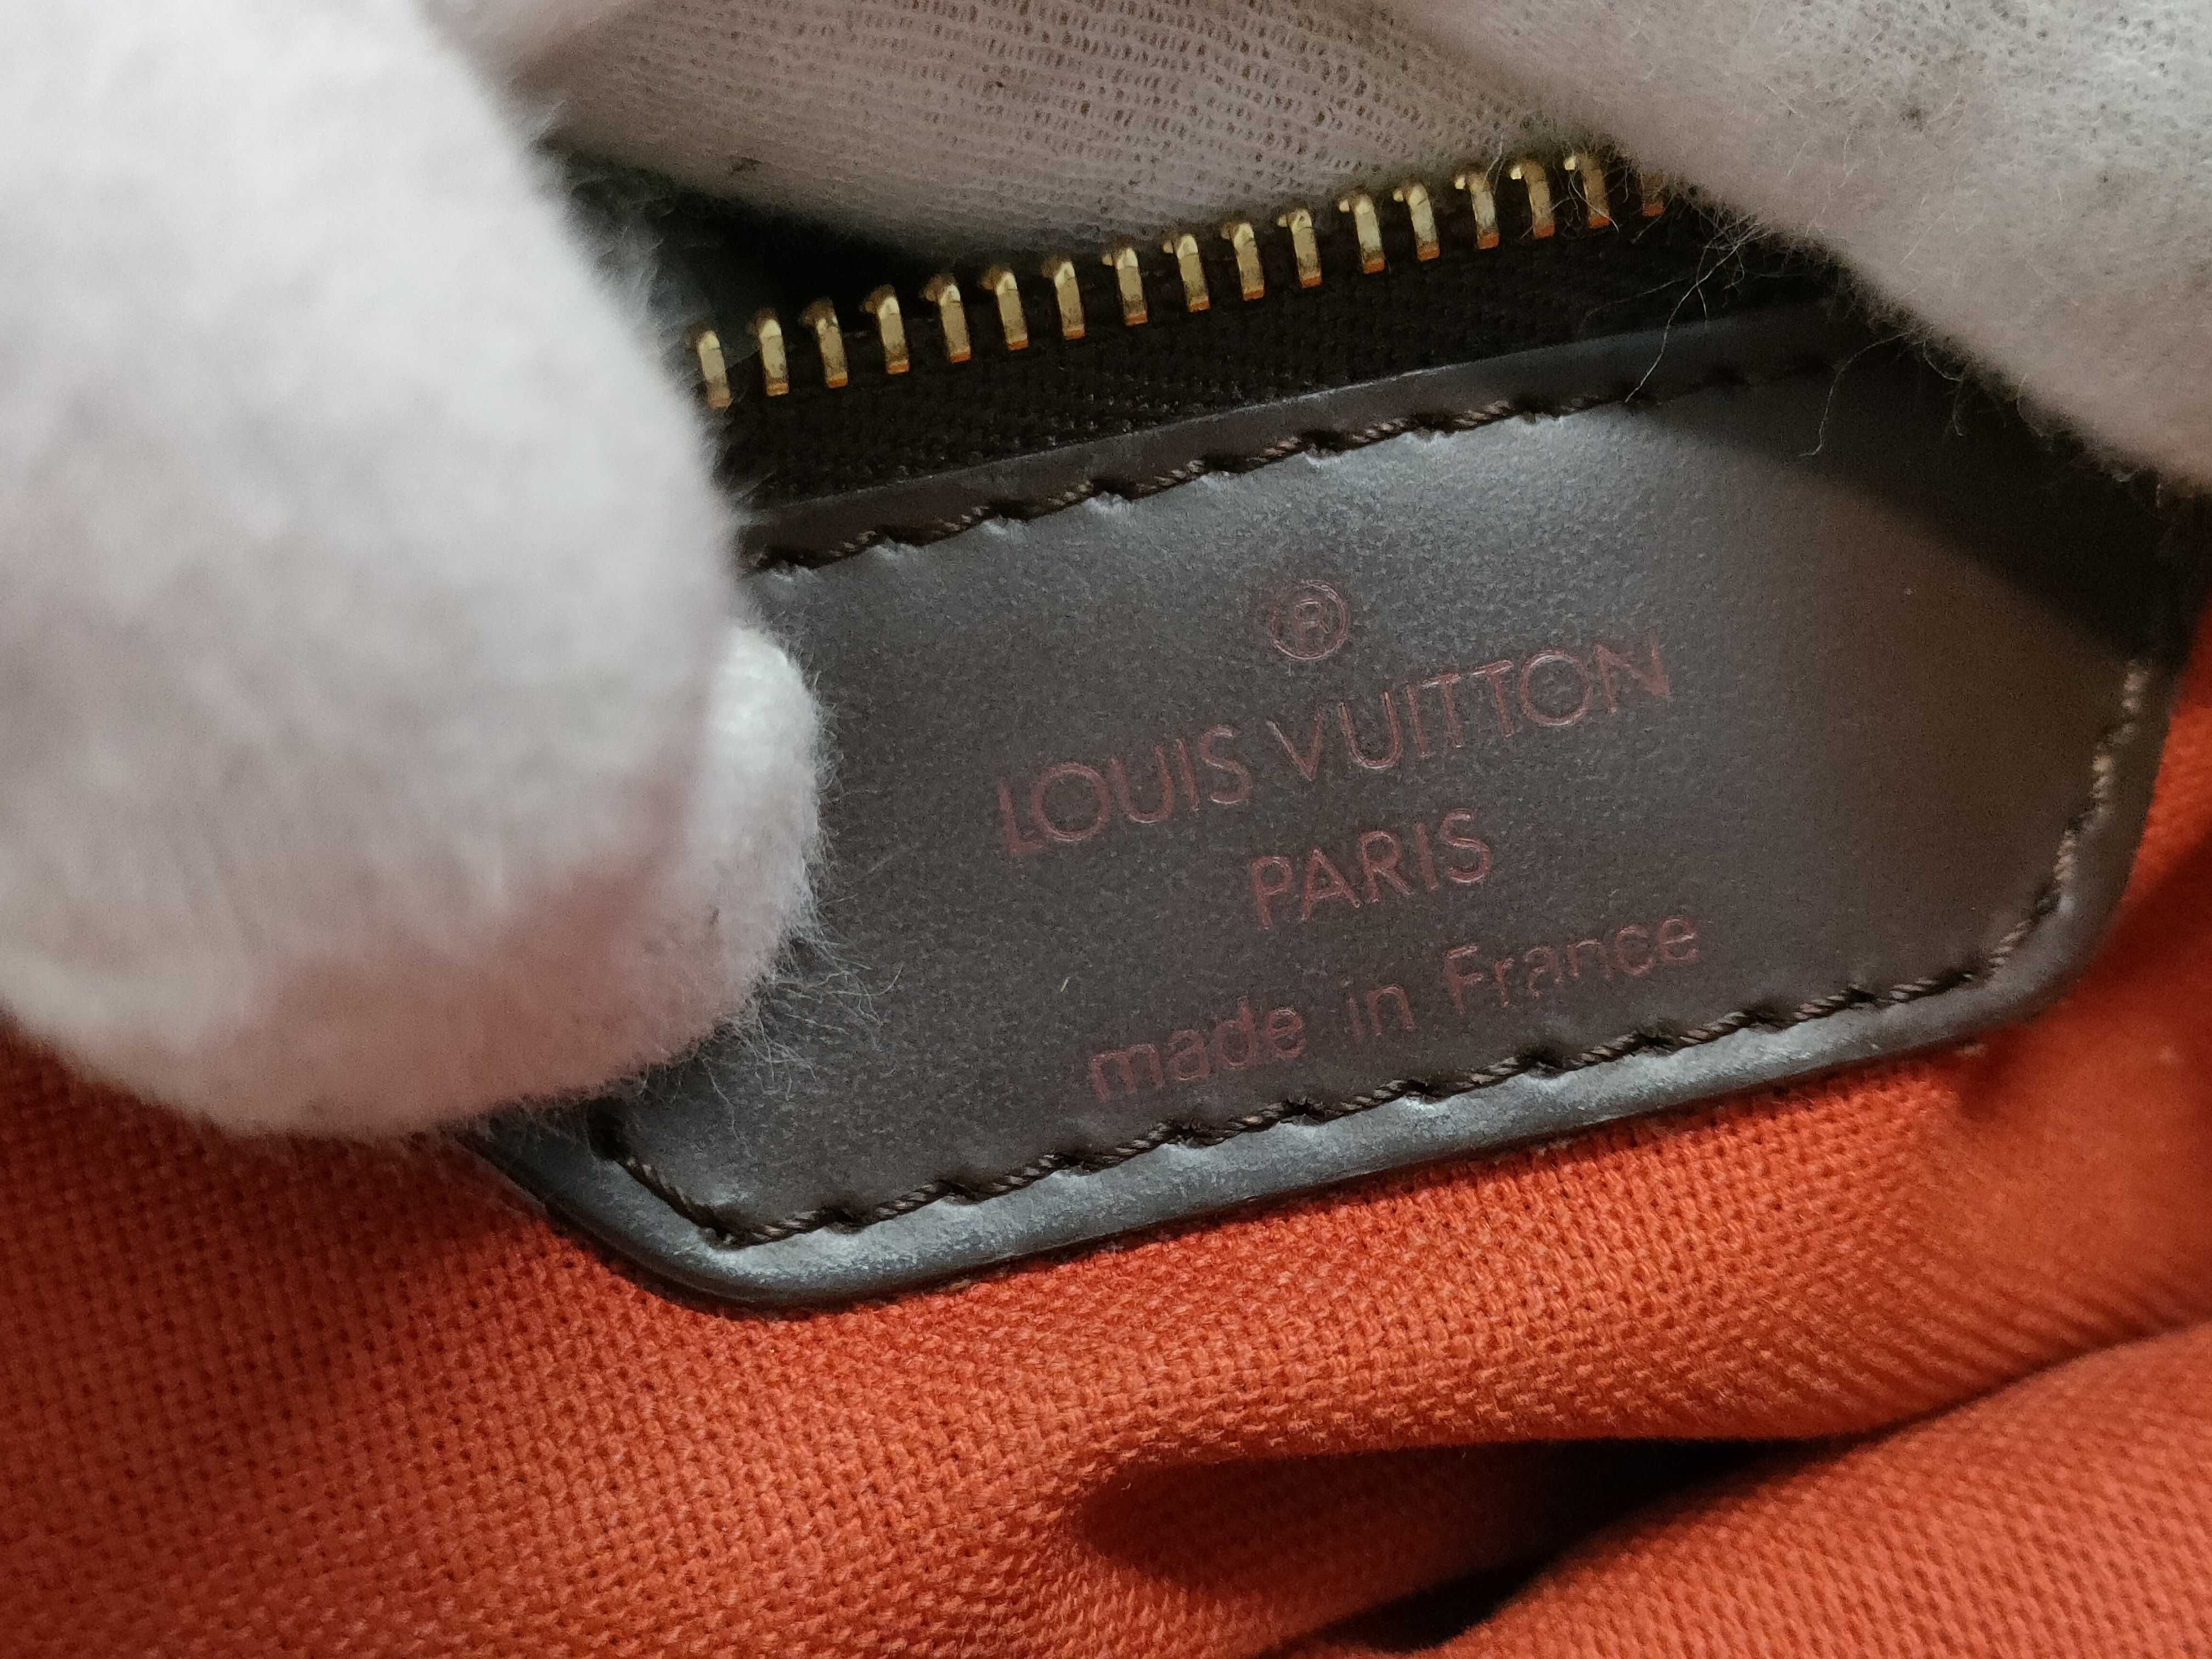 ®
LOUIS VUITTON
PARIS
made in France